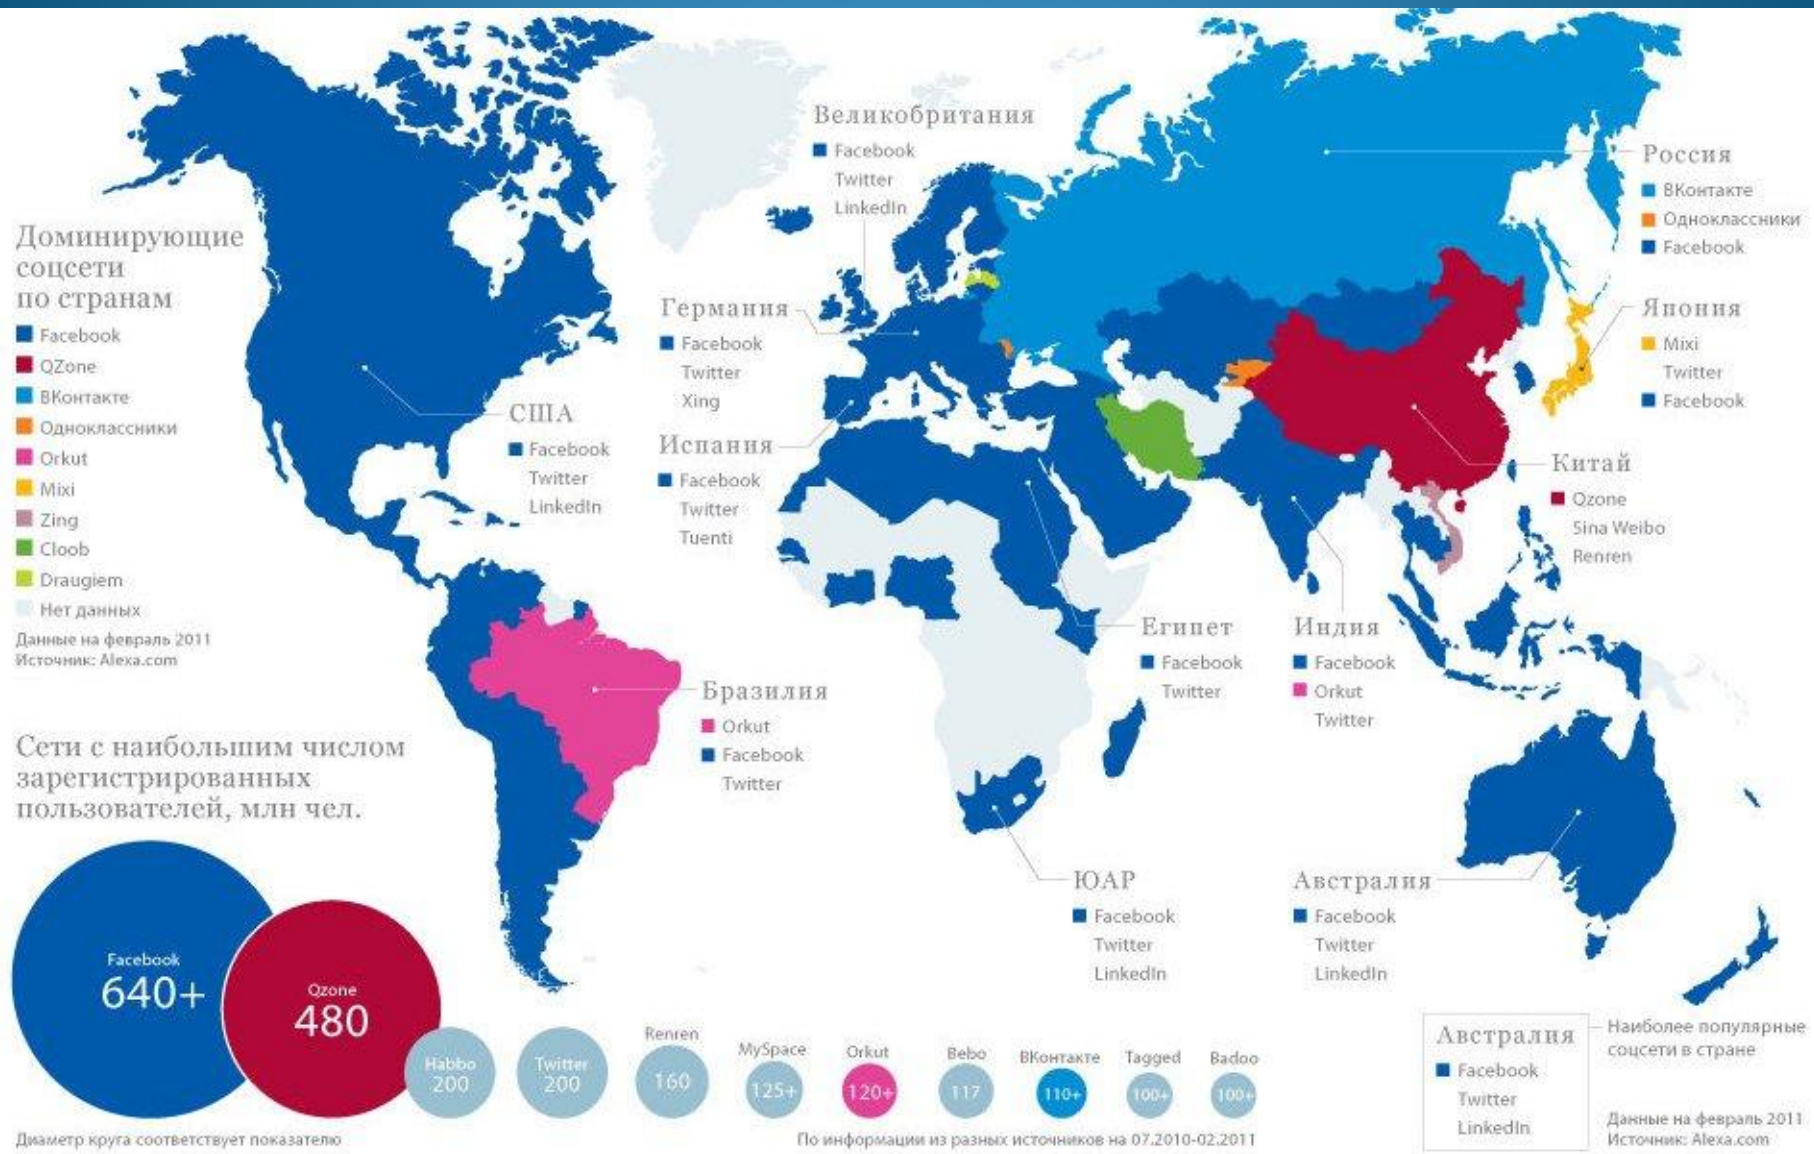 Великобритания
Facebook
Twitter
LinkedIn
Россия
ВКонтакте
Одноклассники
Facebook
Доминирующие
соцсети
по странам
Facebook
QZone
ВКонтакте
Одноклассники
Orkut
Mixi
Zing
Cloob
Draugiem
Нет данных
Данные на февраль 2011
Источник: Alexa.com
Германия
Facebook
Twitter
Xing
Япония
Mixi
Twitter
Facebook
США
Facebook
Twitter
LinkedIn
Испания
Facebook
Twitter
Tuenti
Китай
Qzone
Sina Weibo
Renren
Египет
Facebook
Twitter
Индия
Facebook
Orkut
Twitter
Бразилия
Orkut
Facebook
Twitter
ЮАР
Facebook
Twitter
LinkedIn
Австралия
Facebook
Twitter
LinkedIn
Сети с наибольшим числом
зарегистрированных
пользователей, млн чел.
Facebook
640+
Qzone
480
Habbo
200
Twitter
200
Renren
160
MySpace
125+
Orkut
120+
Bebo
117
ВКонтакте
110+
Tagged
100+
Badoo
100+
Диаметр круга соответствует показателю
По информации из разных источников на 07.2010-02.2011
Австралия
Facebook
Twitter
LinkedIn
Наиболее популярные
соцсети в стране
Данные на февраль 2011
Источник: Alexa.com